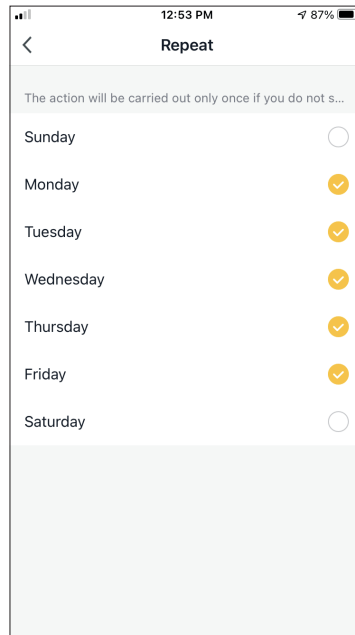 12:53 PM 87%
Repeat
The action will be carried out only once if you do not s...
Sunday
Monday
Tuesday
Wednesday
Thursday
Friday
Saturday